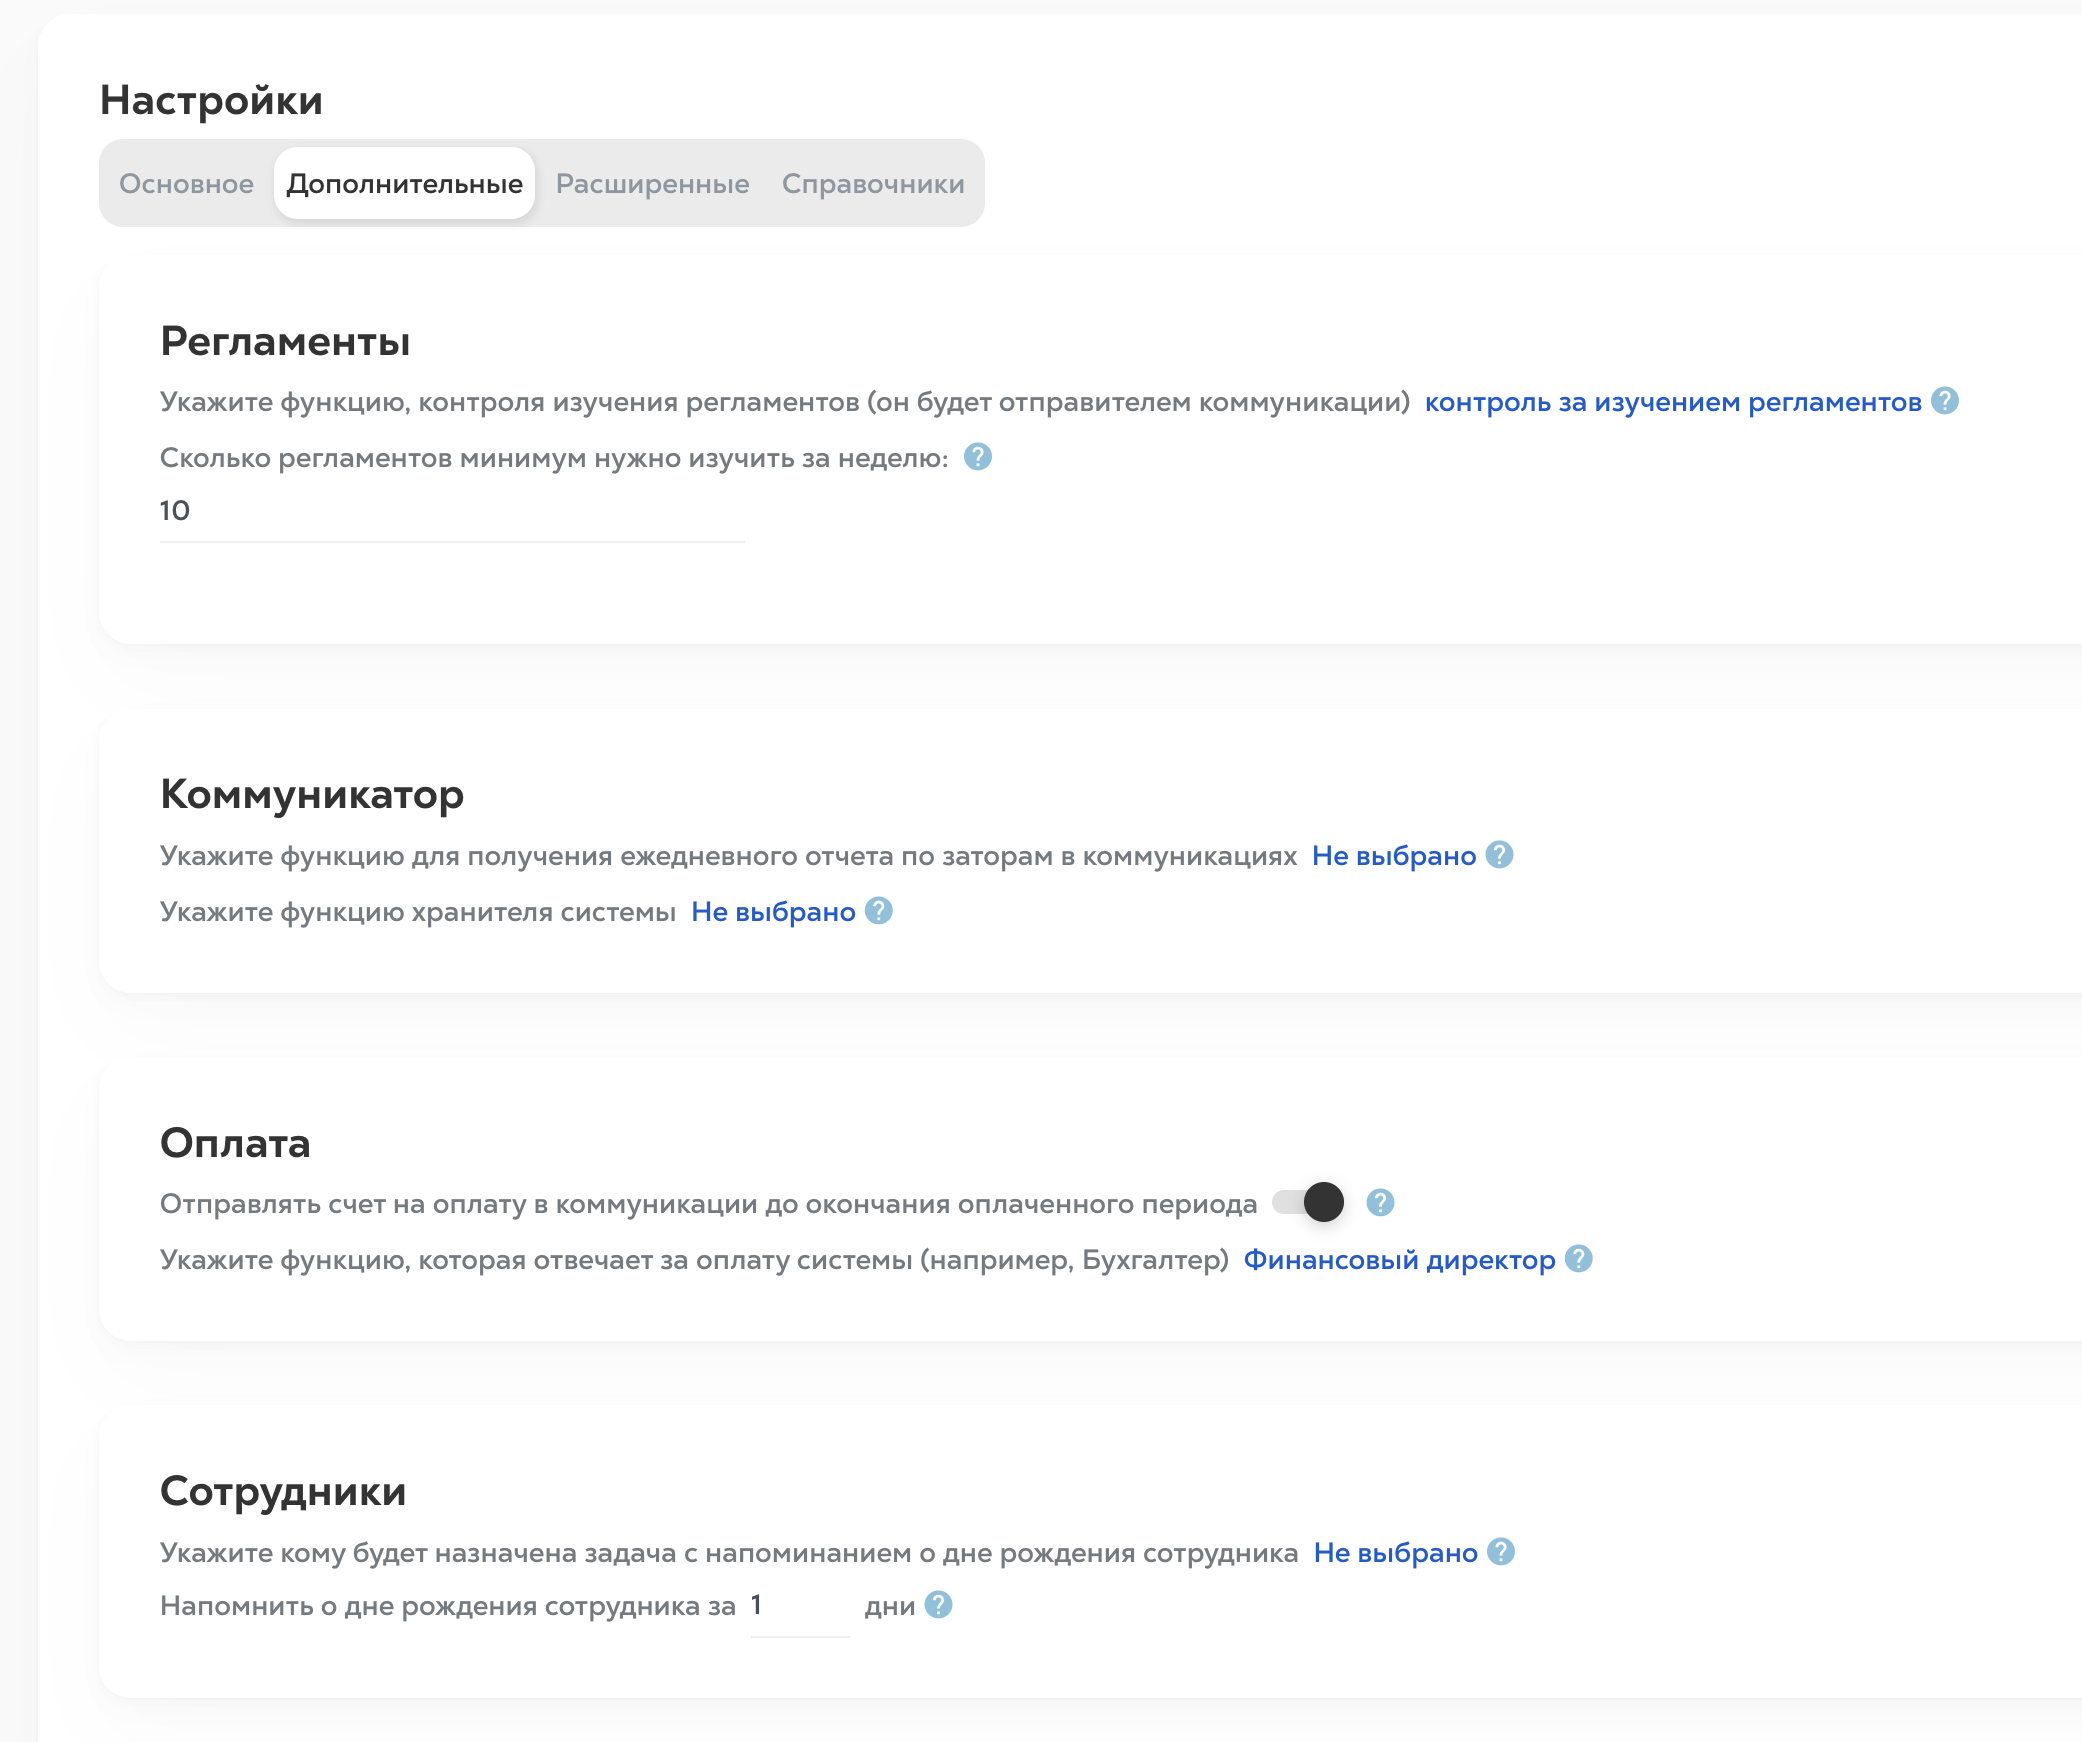 Настройки
Основное Дополнительные Расширенные Справочники
Регламенты
Укажите функцию, контроля изучения регламентов (он будет отправителем коммуникации) контроль за изучением регламентов ?
Сколько регламентов минимум нужно изучить за неделю: ?
10
Коммуникатор
Укажите функцию для получения ежедневного отчета по заторам в коммуникациях Не выбрано ?
Укажите функцию хранителя системы Не выбрано ?
Оплата
Отправлять счет на оплату в коммуникации до окончания оплаченного периода ?
Укажите функцию, которая отвечает за оплату системы (например, Бухгалтер) Финансовый директор ?
Сотрудники
Укажите кому будет назначена задача с напоминанием о дне рождения сотрудника Не выбрано ?
Напомнить о дне рождения сотрудника за 1 дни ?